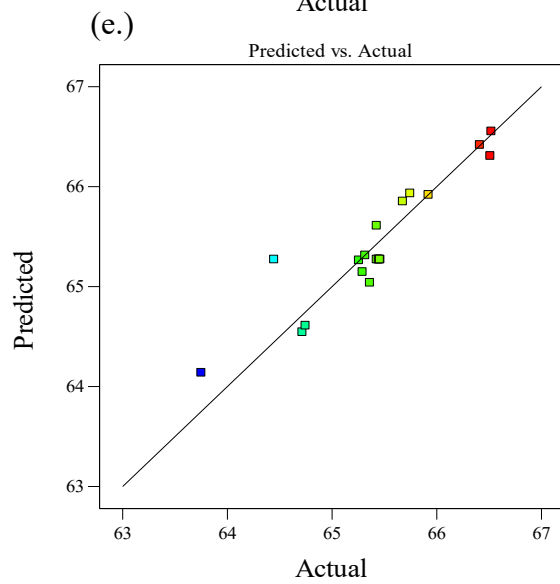 Actual
(e.)
Predicted vs. Actual
67
66
65
64
63
Predicted
63 64 65 66 67
Actual